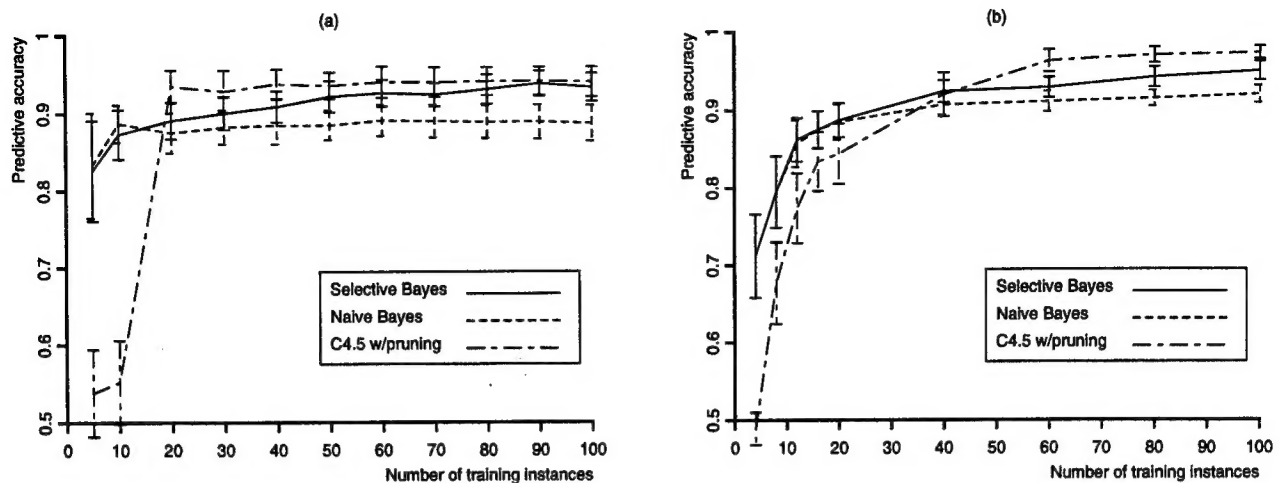 (a)
Predictive accuracy
1
0.9
0.8
0.7
0.6
0.5
Selective Bayes
Naive Bayes
C4.5 w/pruning
0 10 20 30 40 50 60 70 80 90 100
Number of training instances
(b)
Predictive accuracy
1
0.9
0.8
0.7
0.6
0.5
Selective Bayes
Naive Bayes
C4.5 w/pruning
0 10 20 30 40 50 60 70 80 90 100
Number of training instances